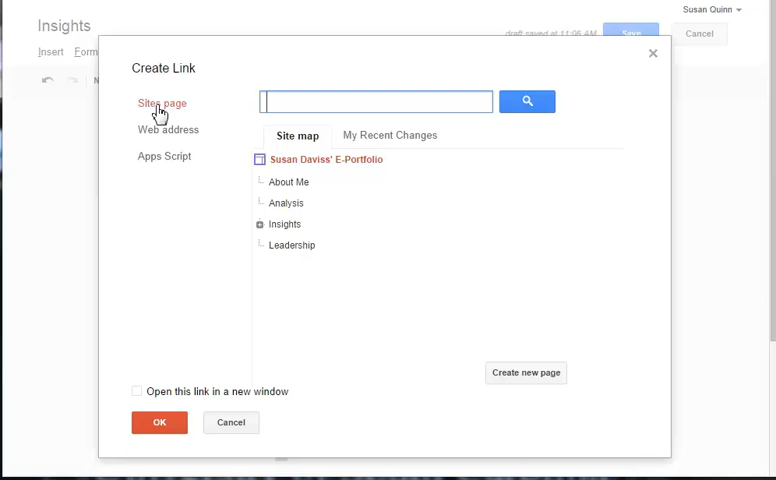 Susan Quinn
Insights
draft saved at 11:06 AM
Save
Cancel
Insert Form
Create Link
Sites page
Web address
Apps Script
Site map
My Recent Changes
Susan Daviss' E-Portfolio
About Me
Analysis
Insights
Leadership
Create new page
Open this link in a new window
OK
Cancel